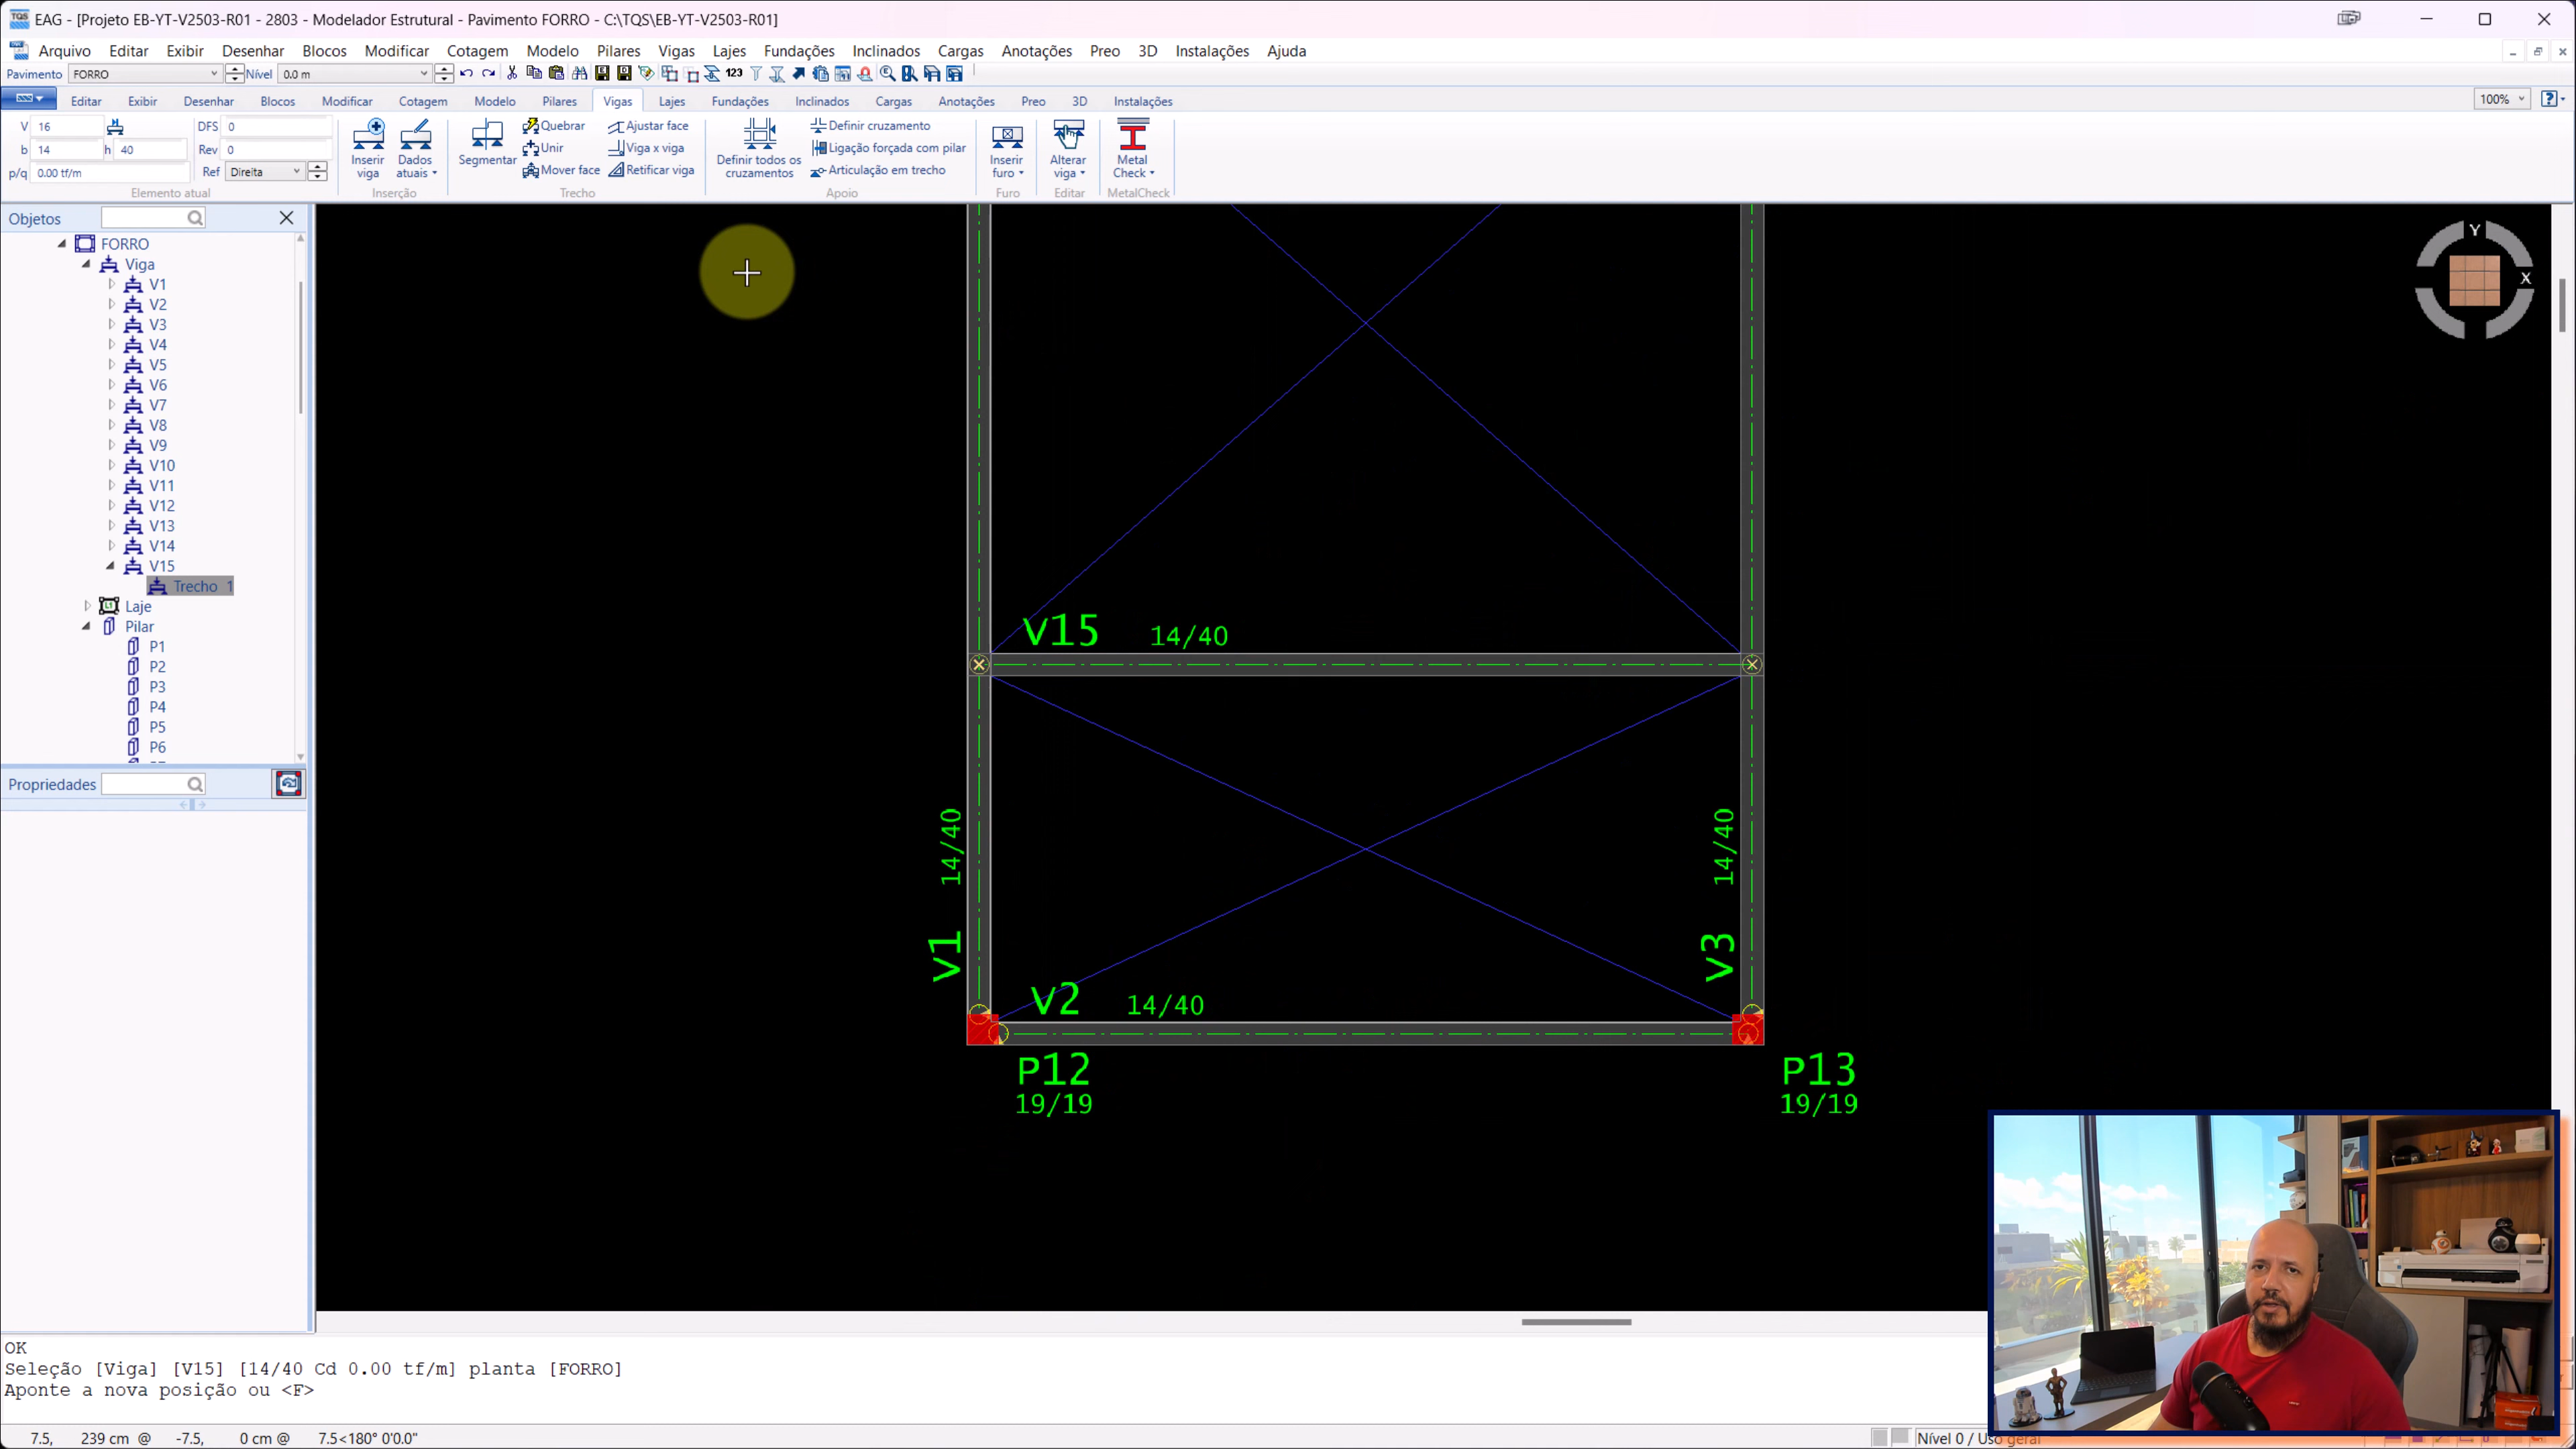 EAG - [Projeto EB-YT-V2503-R01 - 2803 - Modelador Estrutural - Pavimento FORRO - C:\TQS\EB-YT-V2503-R01]
Arquivo Editar Exibir Desenhar Blocos Modificar Cotagem Modelo Pilares Vigas Lajes Fundações Inclinados Cargas Anotações Preo 3D Instalações Ajuda
Pavimento FORRO Nível 0.0 m 123
Editar Exibir Desenhar Blocos Modificar Cotagem Modelo Pilares Vigas Lajes Fundações Inclinados Cargas Anotações Preo 3D Instalações 100%
V 16 DFS 0
b 14 h 40 Rev 0
p/q 0.00 tf/m Ref Direita
Elemento atual
Inserir viga
Dados atuais
Inserção
Segmentar
Quebrar
Unir
Mover face
Ajustar face
Viga x viga
Retificar viga
Trecho
Definir todos os cruzamentos
Definir cruzamento
Ligação forçada com pilar
Articulação em trecho
Apoio
Inserir furo
Furo
Alterar viga
Editar
Metal Check
MetalCheck
Objetos
FORRO
Viga
V1
V2
V3
V4
V5
V6
V7
V8
V9
V10
V11
V12
V13
V14
V15
Trecho 1
Laje
Pilar
P1
P2
P3
P4
P5
P6
Propriedades
Y
X
V15 14/40
V1 14/40
V3 14/40
V2 14/40
P12
19/19
P13
19/19
OK
Seleção [Viga] [V15] [14/40 Cd 0.00 tf/m] planta [FORRO]
Aponte a nova posição ou <F>
7.5, 239 cm @ -7.5, 0 cm @ 7.5<180° 0'0.0"
Nível 0 / Uso geral